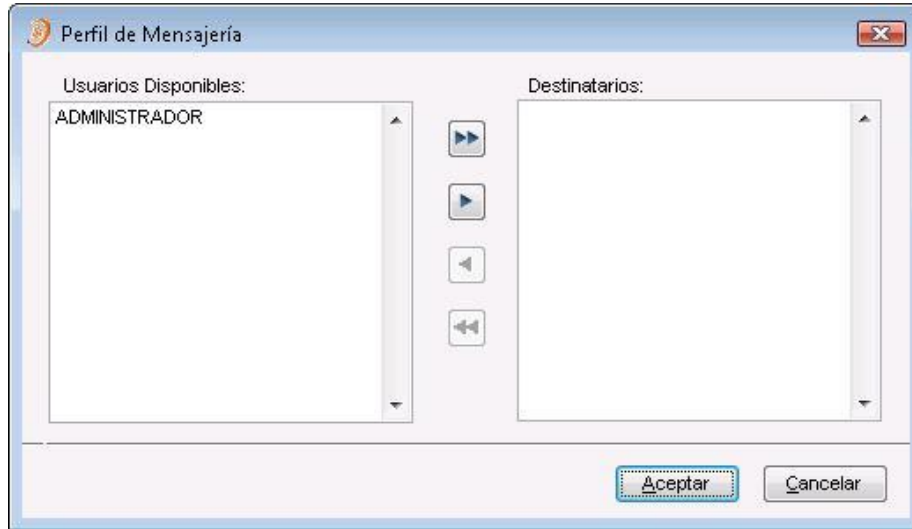 Perfil de Mensajería
Usuarios Disponibles:
Destinatarios:
ADMINISTRADOR
Aceptar
Cancelar